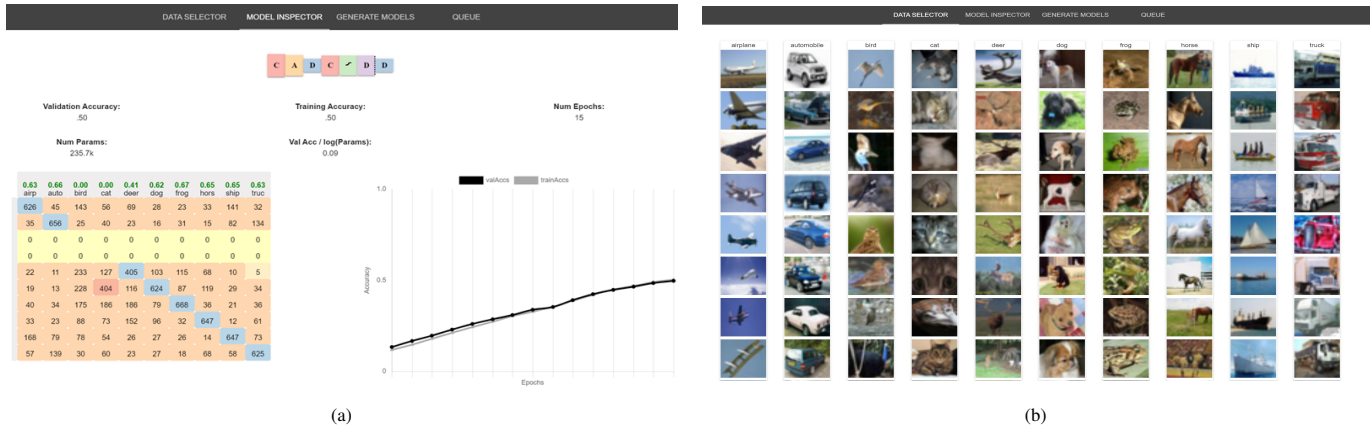 DATA SELECTOR MODEL INSPECTOR GENERATE MODELS QUEUE
C A D C D D
Validation Accuracy: Training Accuracy: Num Epochs:
.50 .50 15
Num Params: Val Acc / log(Params):
235.7k 0.09
0.63 0.66 0.00 0.00 0.41 0.62 0.67 0.65 0.65 0.63
airp auto bird cat deer dog frog hors ship truc
626 45 143 56 69 28 23 33 141 32
35 656 25 40 23 16 31 15 82 134
0 0 0 0 0 0 0 0 0 0
0 0 0 0 0 0 0 0 0 0
22 11 233 127 405 103 115 68 10 5
19 13 228 404 116 624 87 119 29 34
40 34 175 186 186 79 668 36 21 36
33 23 88 73 152 96 32 647 12 61
168 79 78 54 26 27 26 14 647 73
57 139 30 60 23 27 18 68 58 625
valAccs trainAccs
1.0
0.5
0
Accuracy
Epochs
(a)
DATA SELECTOR MODEL INSPECTOR GENERATE MODELS QUEUE
airplane automobile bird cat deer dog frog horse ship truck
(b)